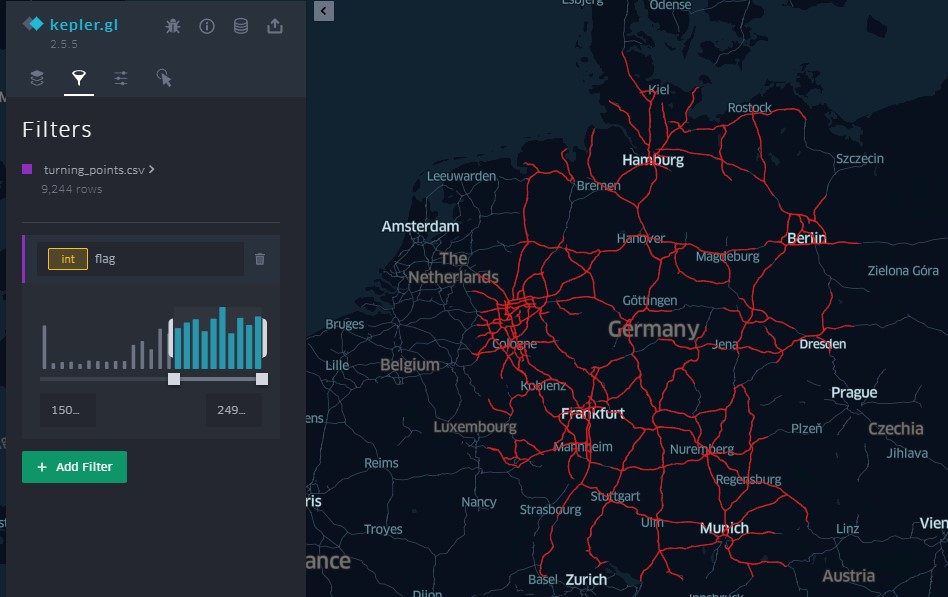 kepler.gl
2.5.5
Filters
turning_points.csv
9,244 rows
int flag
150... 249...
+ Add Filter
Odense
Kiel
Rostock
Hamburg
Szczecin
Leeuwarden
Bremen
Amsterdam
Hanover
Berlin
Magdeburg
The
Netherlands
Zielona Góra
Göttingen
Bruges
Germany
Cologne
Jena
Dresden
Lille
Belgium
Koblenz
Prague
Frankfurt
Luxembourg
Plzeň
Czechia
Mannheim
Nuremberg
Jihlava
Reims
Regensburg
Nancy
Stuttgart
Strasbourg
Ulm
Munich
Linz
Vien
Troyes
ance
Basel
Zurich
Austria